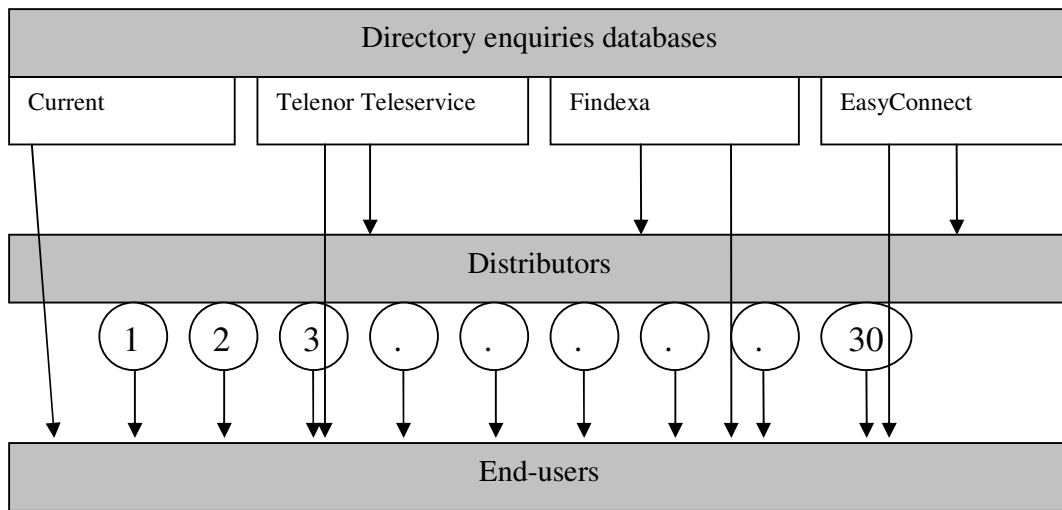 Directory enquiries databases
Current Telenor Teleservice Findexa EasyConnect
Distributors
1 2 3 . . . . . 30
End-users